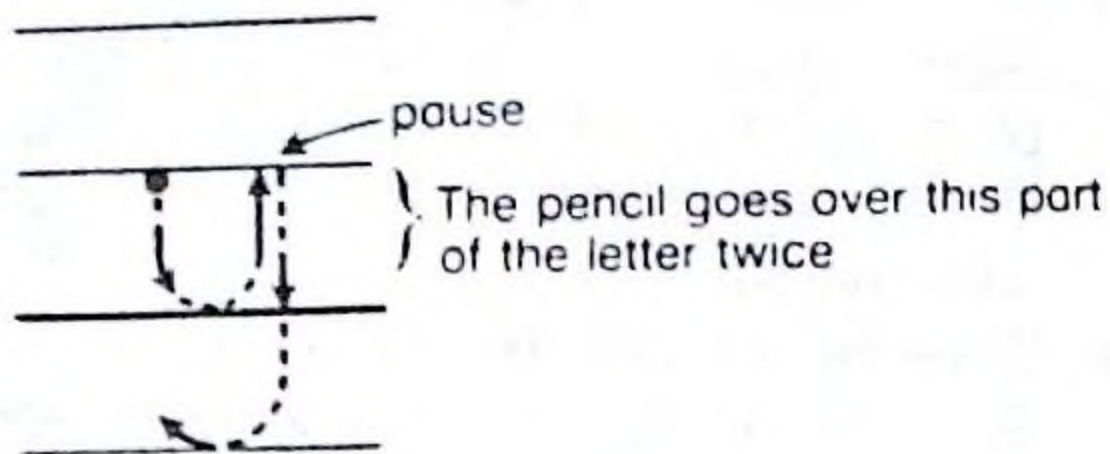 pause
The pencil goes over this part
of the letter twice